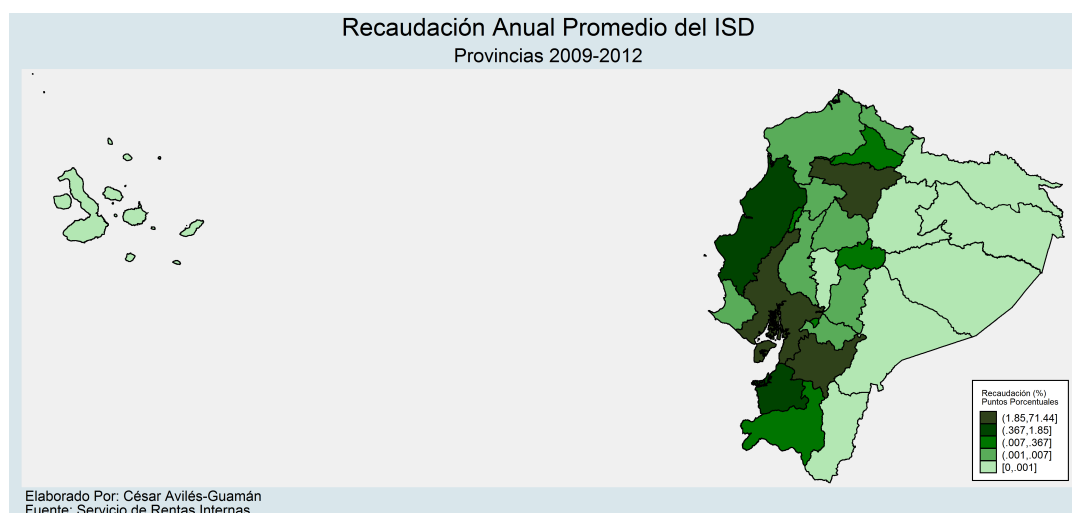 Recaudación Anual Promedio del ISD
Provincias 2009-2012
Recaudación (%)
Puntos Porcentuales
(1.85,71.44]
(.367,1.85]
(.007,.367]
(.001,.007]
[0,.001]
Elaborado Por: César Avilés-Guamán
Fuente: Servicio de Rentas Internas